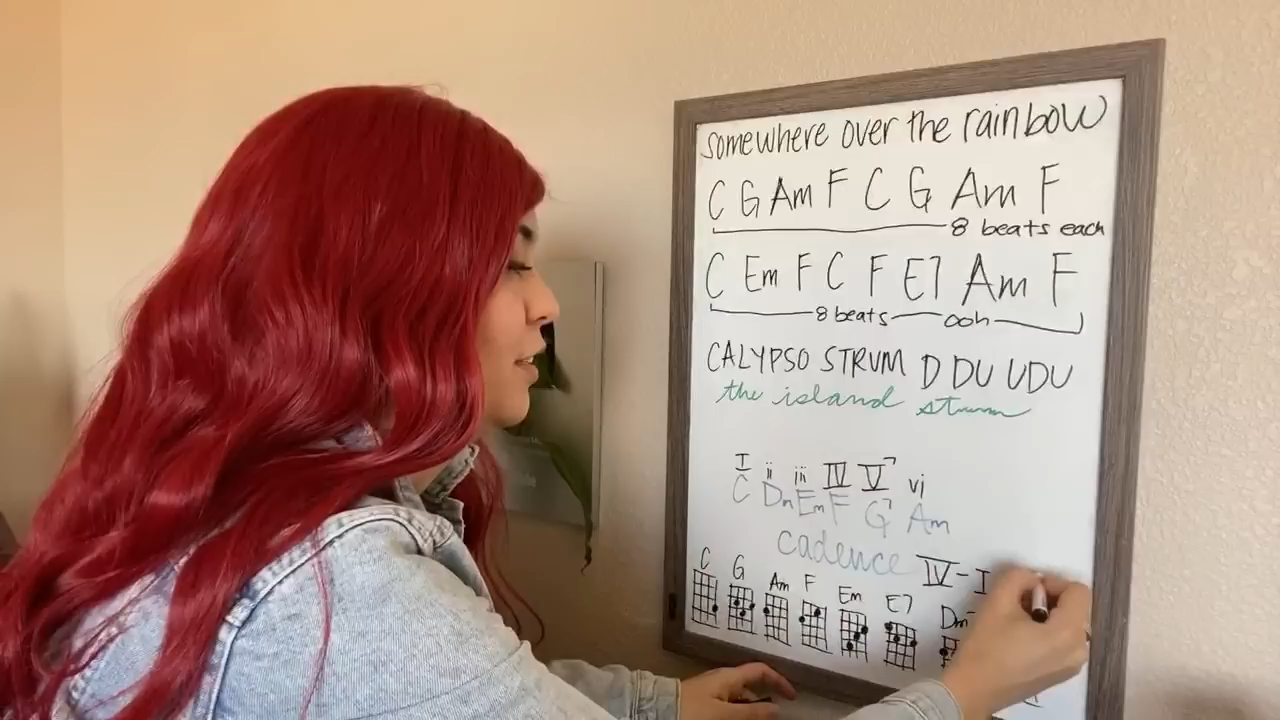 somewhere over the rainbow
C G Am F C G Am F
8 beats each
C Em F C F E7 Am F
8 beats ooh
CALYPSO STRUM D DU UDU
the island strum
I ii iii IV V7 vi
C Dm Em F G7 Am
cadence IV-I
C G Am F Em E7